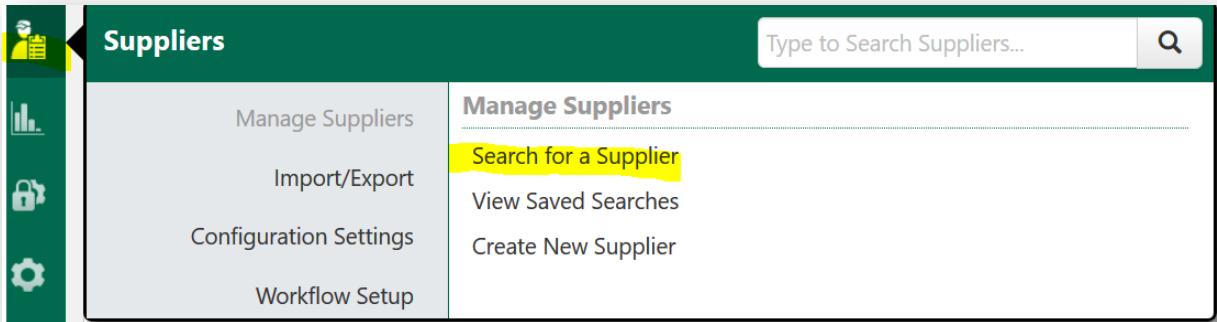 Suppliers
Type to Search Suppliers...
Manage Suppliers
Import/Export
Configuration Settings
Workflow Setup
Manage Suppliers
Search for a Supplier
View Saved Searches
Create New Supplier